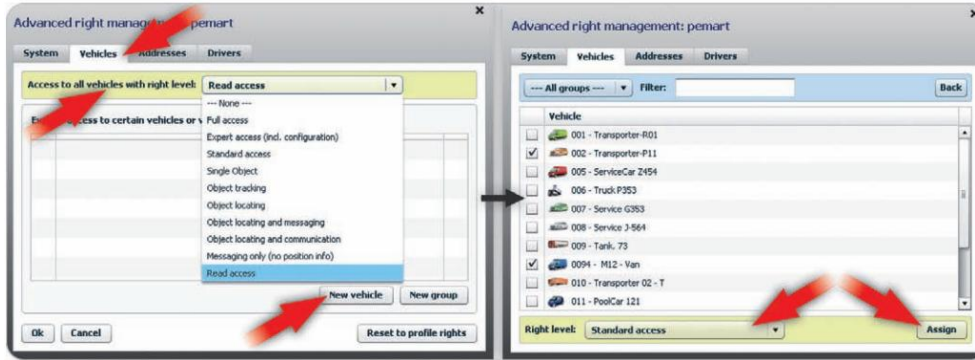 Advanced right management: pemart
System Vehicles Addresses Drivers
Access to all vehicles with right level: Read access
--- None ---
access to certain vehicles or v
Full access
Expert access (incl. configuration)
Standard access
Single Object
Object tracking
Object locating
Object locating and messaging
Object locating and communication
Messaging only (no position info)
Read access
New vehicle New group
Ok Cancel Reset to profile rights
Advanced right management: pemart
System Vehicles Addresses Drivers
--- All groups --- Filter: Back
Vehicle
001 - Transporter-R01
002 - Transporter-P11
005 - ServiceCar Z454
006 - Truck P353
007 - Service G353
008 - Service J-564
009 - Tank. 73
0094 - M12 - Van
010 - Transporter 02 - T
011 - PoolCar 121
Right level: Standard access Assign